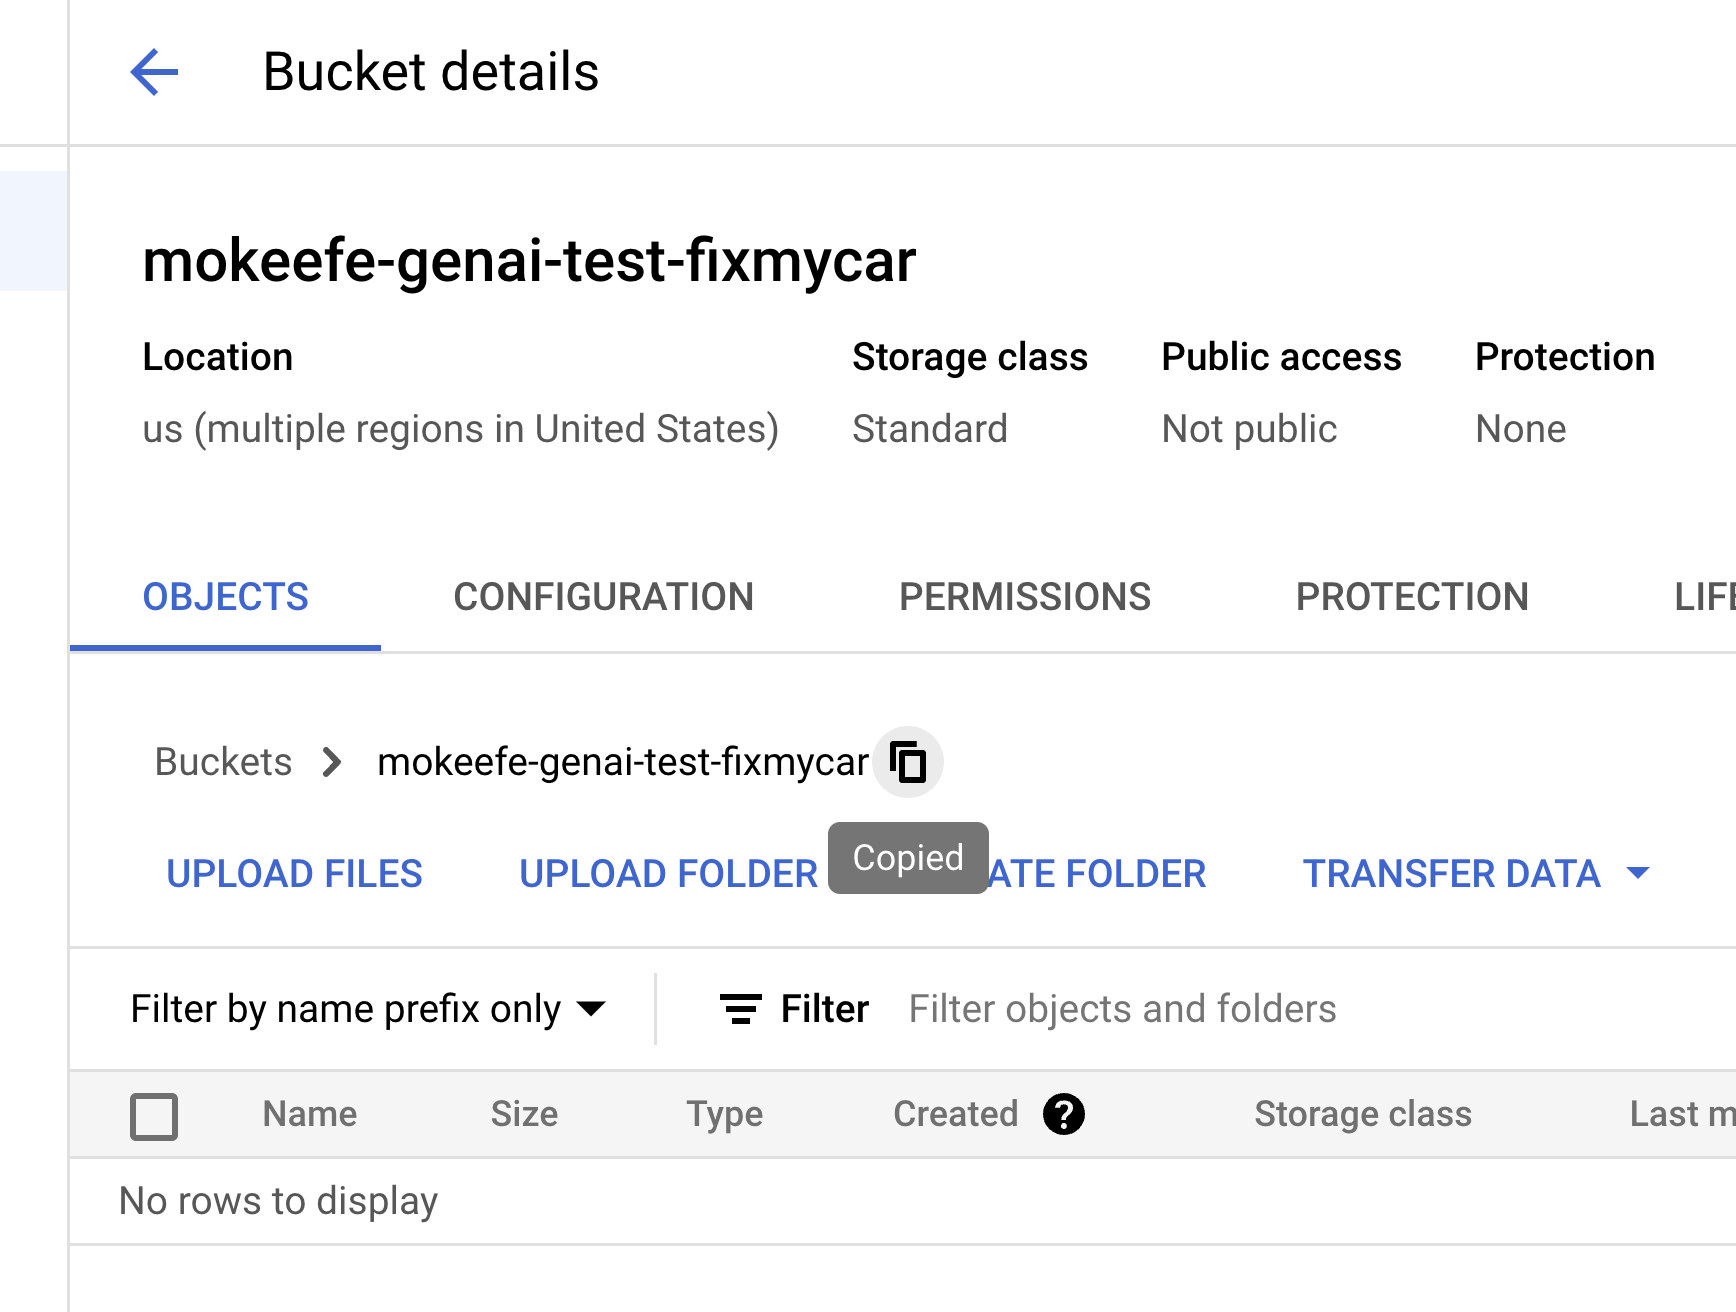 Bucket details
mokeefe-genai-test-fixmycar
Location Storage class Public access Protection
us (multiple regions in United States) Standard Not public None
OBJECTS CONFIGURATION PERMISSIONS PROTECTION
Buckets mokeefe-genai-test-fixmycar
Copied
UPLOAD FILES UPLOAD FOLDER ATE FOLDER TRANSFER DATA
Filter by name prefix only Filter Filter objects and folders
Name Size Type Created ? Storage class Last m
No rows to display